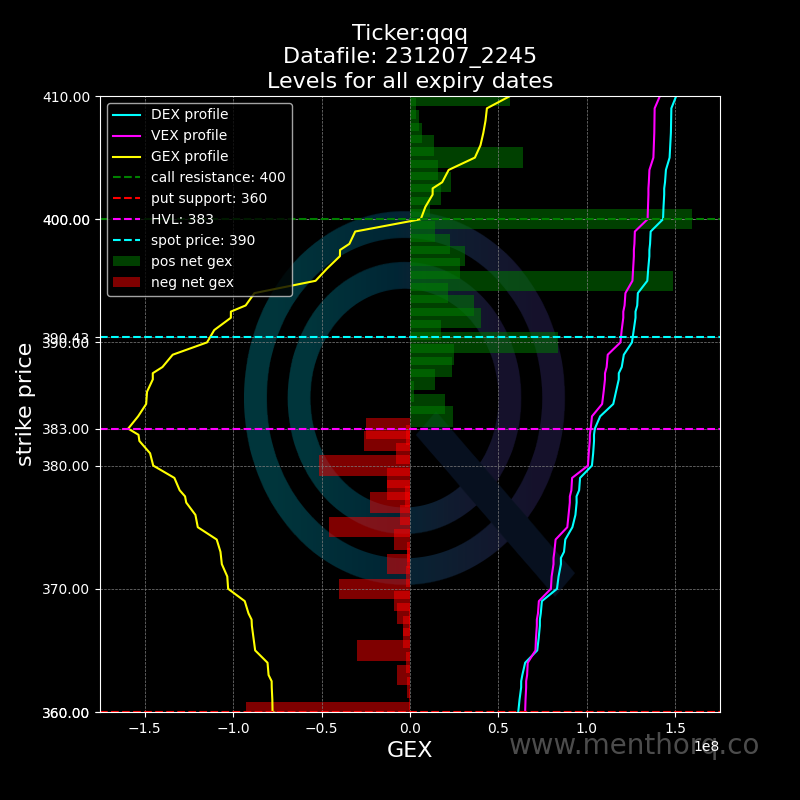 Ticker:qqq
Datafile: 231207_2245
Levels for all expiry dates
DEX profile
VEX profile
GEX profile
call resistance: 400
put support: 360
HVL: 383
spot price: 390
pos net gex
neg net gex
strike price
410.00
400.00
390.43
390.00
383.00
380.00
370.00
360.00
−1.5 −1.0 −0.5 0.0 0.5 1.0 1.5
1e8
GEX
www.menthorq.co